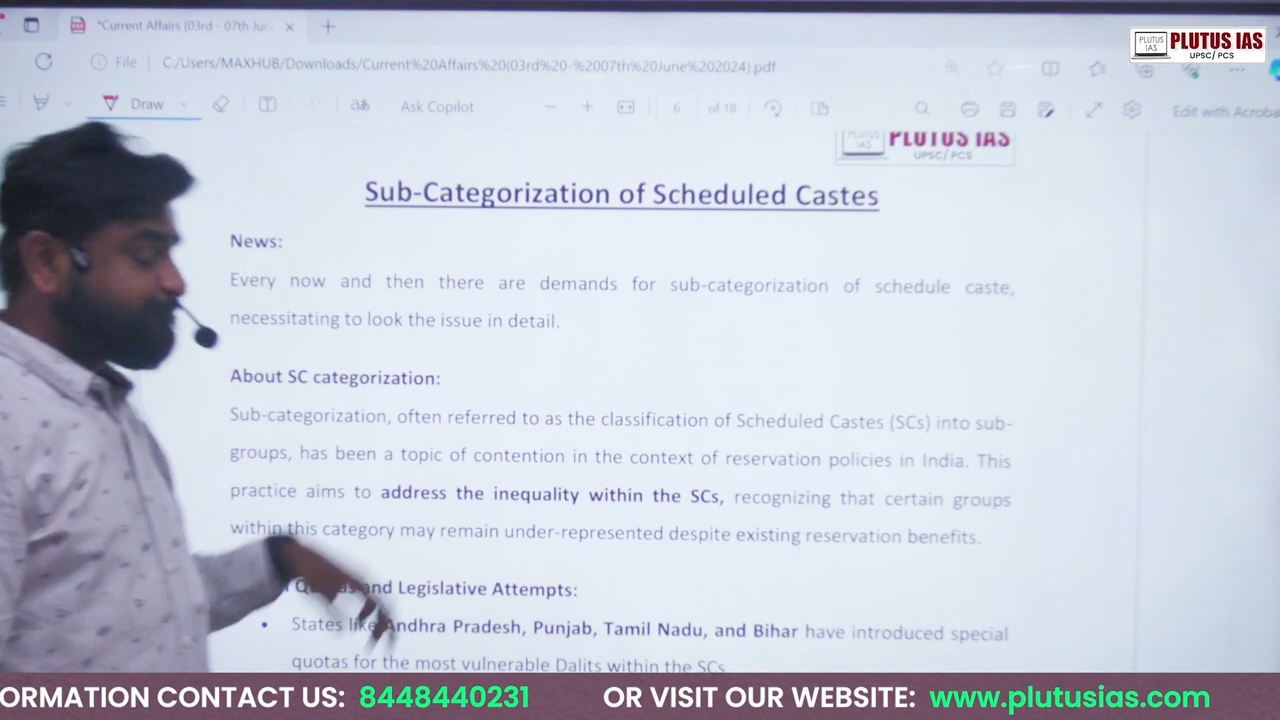 *Current Affairs (03rd - 07th Jun
PLUTUS IAS
PLUTUS IAS
UPSC/ PCS
File | C:/Users/MAXHUB/Downloads/Current%20Affairs%20(03rd%20-%2007th%20June%202024).pdf
Draw
Ask Copilot
6 of 18
Edit with Acroba
PLUTUS IAS
PLUTUS IAS
UPSC/ PCS
Sub-Categorization of Scheduled Castes
News:
Every now and then there are demands for sub-categorization of schedule caste,
necessitating to look the issue in detail.
About SC categorization:
Sub-categorization, often referred to as the classification of Scheduled Castes (SCs) into sub-
groups, has been a topic of contention in the context of reservation policies in India. This
practice aims to address the inequality within the SCs, recognizing that certain groups
within this category may remain under-represented despite existing reservation benefits.
and Legislative Attempts:
• States like Andhra Pradesh, Punjab, Tamil Nadu, and Bihar have introduced special
quotas for the most vulnerable Dalits within the SCs.
ORMATION CONTACT US: 8448440231 OR VISIT OUR WEBSITE: www.plutusias.com